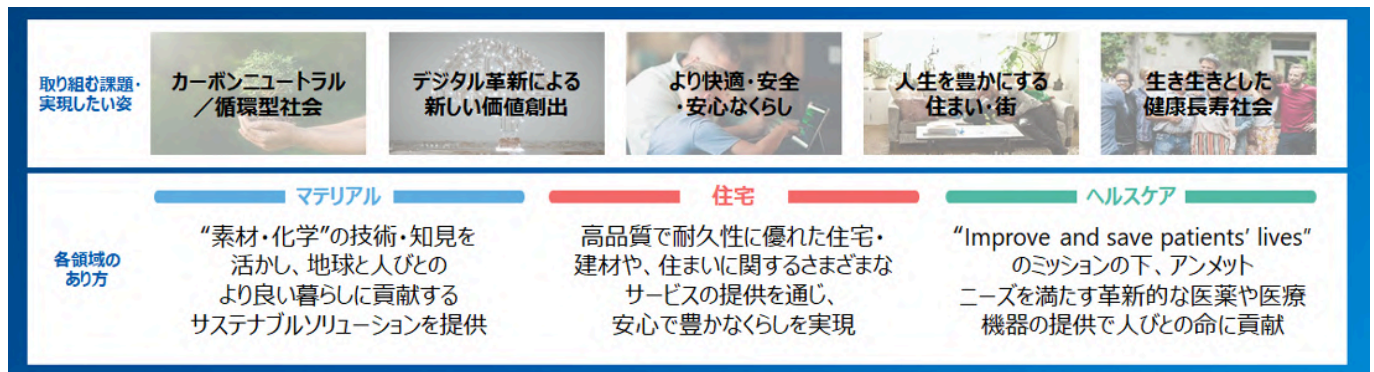 取り組む課題・
実現したい姿
カーボンニュートラル
／循環型社会
デジタル革新による
新しい価値創出
より快適・安全
・安心なくらし
人生を豊かにする
住まい・街
生き生きとした
健康長寿社会
各領域の
あり方
マテリアル
“素材・化学”の技術・知見を
活かし、地球と人びとの
より良い暮らしに貢献する
サステナブルソリューションを提供
住宅
高品質で耐久性に優れた住宅・
建材や、住まいに関するさまざまな
サービスの提供を通じ、
安心で豊かなくらしを実現
ヘルスケア
“Improve and save patients’ lives”
のミッションの下、アンメット
ニーズを満たす革新的な医薬や医療
機器の提供で人びとの命に貢献